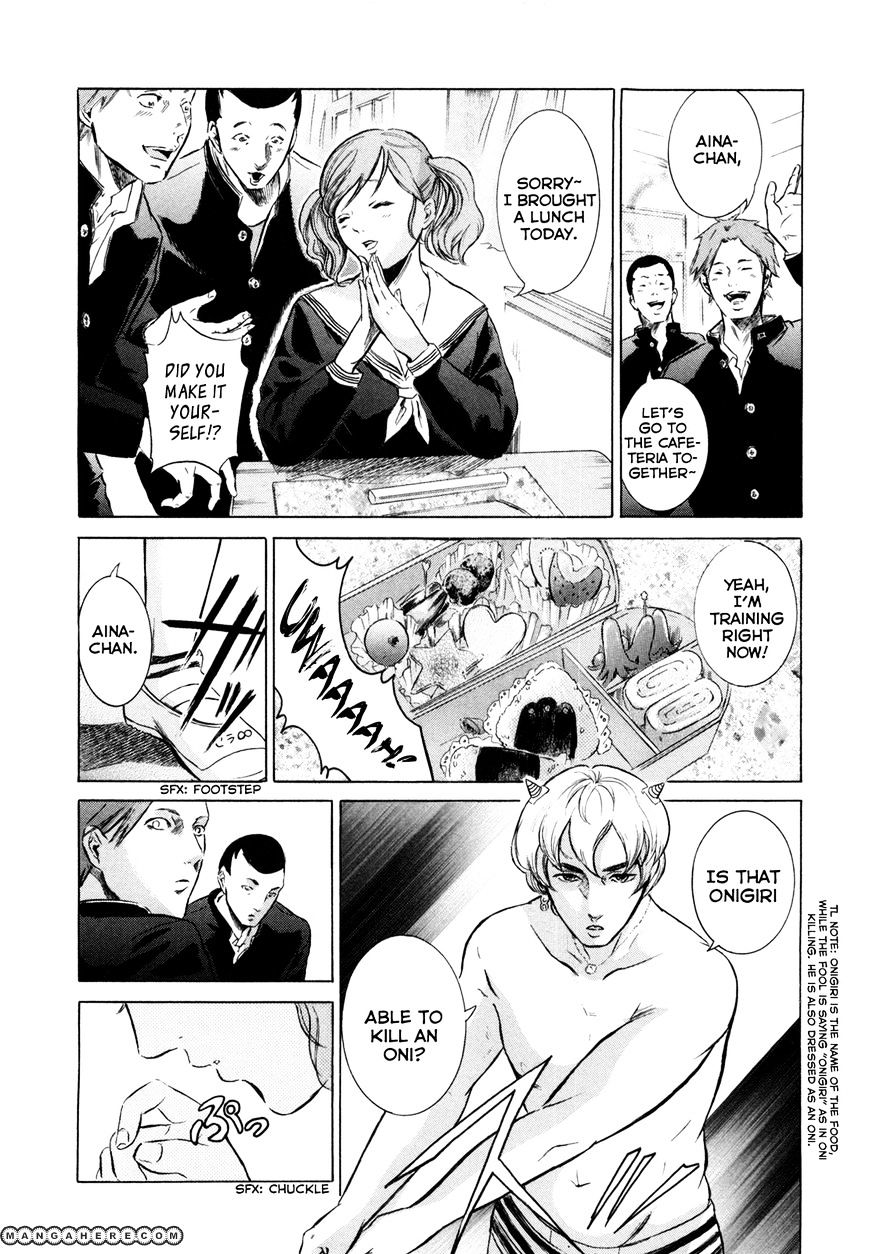 AINA-
CHAN,
LET'S
GO TO
THE CAFE-
TERIA TO-
GETHER~
SORRY~
I BROUGHT
A LUNCH
TODAY.
DID YOU
MAKE IT
YOUR-
SELF!?
YEAH,
I'M
TRAINING
RIGHT
NOW!
UWAAAAAH!
AINA-
CHAN.
SFX: FOOTSTEP
IS THAT
ONIGIRI
ABLE TO
KILL AN
ONI?
TL NOTE: ONIGIRI IS THE NAME OF THE FOOD,
WHILE THE FOOL IS SAYING "ONIGIRI" AS IN ONI
KILLING. HE IS ALSO DRESSED AS AN ONI.
ぷっ
SFX: CHUCKLE
MANGAHERE.COM